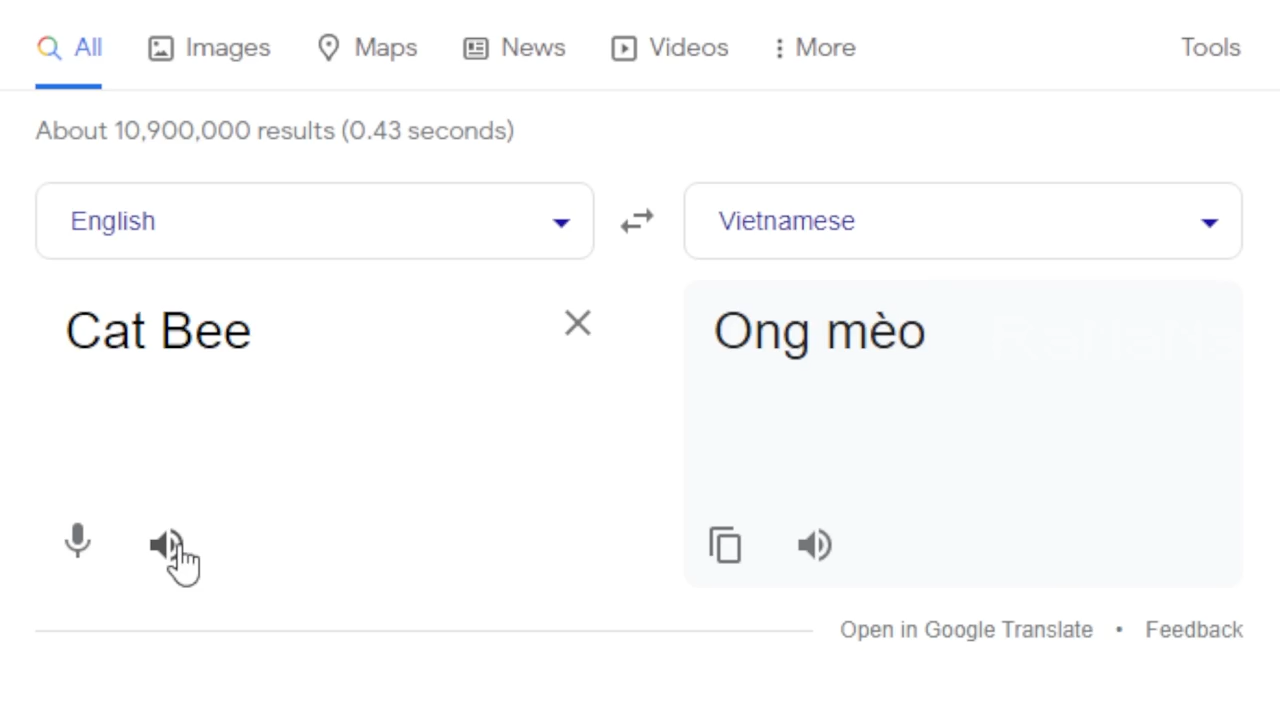 All Images Maps News Videos More Tools
About 10,900,000 results (0.43 seconds)
English Vietnamese
Cat Bee Ong mèo
Open in Google Translate • Feedback